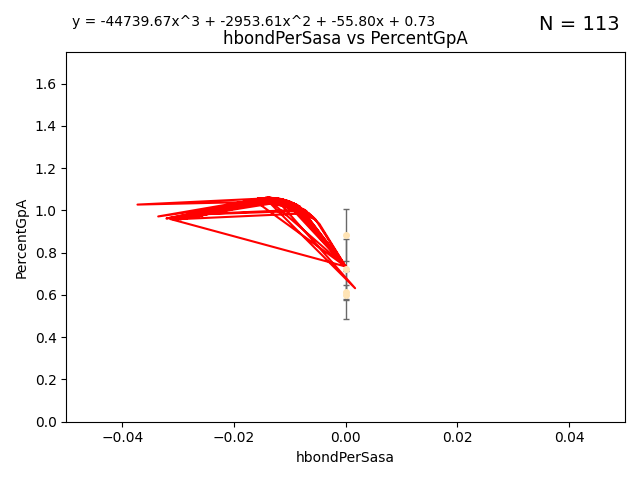 y = -44739.67x^3 + -2953.61x^2 + -55.80x + 0.73
N = 113
hbondPerSasa vs PercentGpA
PercentGpA
1.6
1.4
1.2
1.0
0.8
0.6
0.4
0.2
0.0
−0.04 −0.02 0.00 0.02 0.04
hbondPerSasa